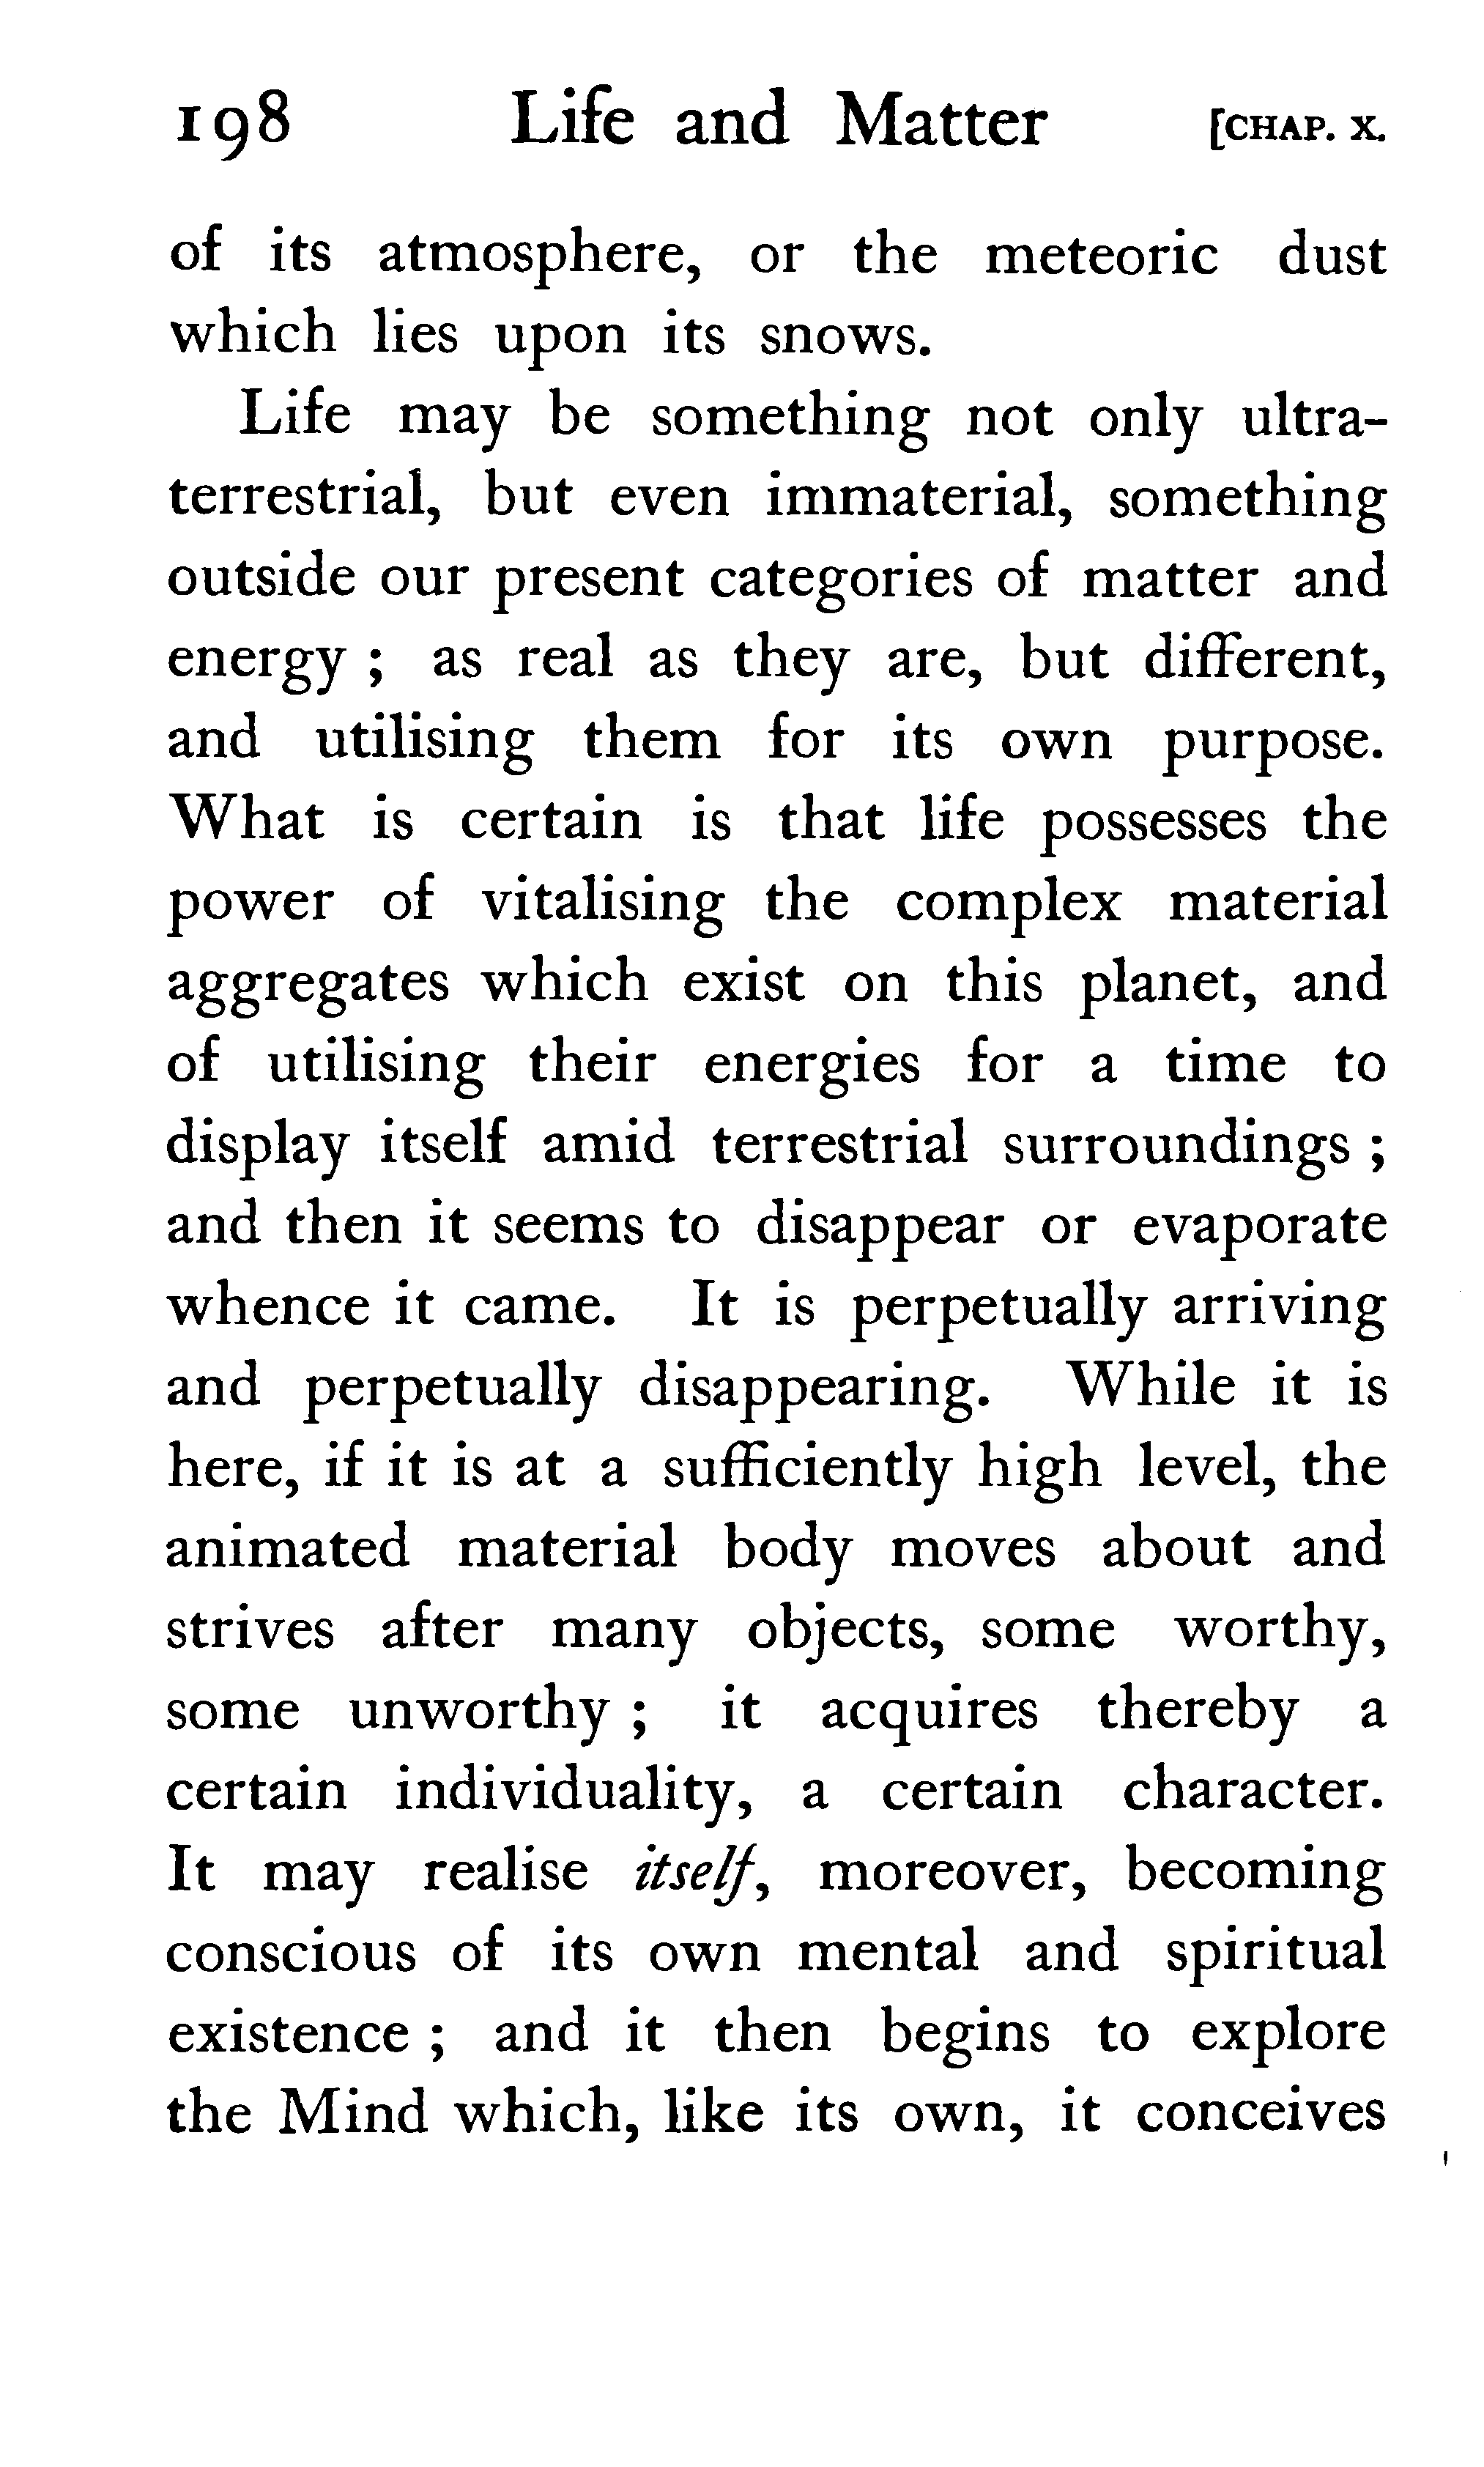 198 Life and Matter [CHAP. X.
of its atmosphere, or the meteoric dust
which lies upon its snows.
Life may be something not only ultra-
terrestrial, but even immaterial, something
outside our present categories of matter and
energy ; as real as they are, but different,
and utilising them for its own purpose.
What is certain is that life possesses the
power of vitalising the complex material
aggregates which exist on this planet, and
of utilising their energies for a time to
display itself amid terrestrial surroundings ;
and then it seems to disappear or evaporate
whence it came. It is perpetually arriving
and perpetually disappearing. While it is
here, if it is at a sufficiently high level, the
animated material body moves about and
strives after many objects, some worthy,
some unworthy ; it acquires thereby a
certain individuality, a certain character.
It may realise itself, moreover, becoming
conscious of its own mental and spiritual
existence ; and it then begins to explore
the Mind which, like its own, it conceives